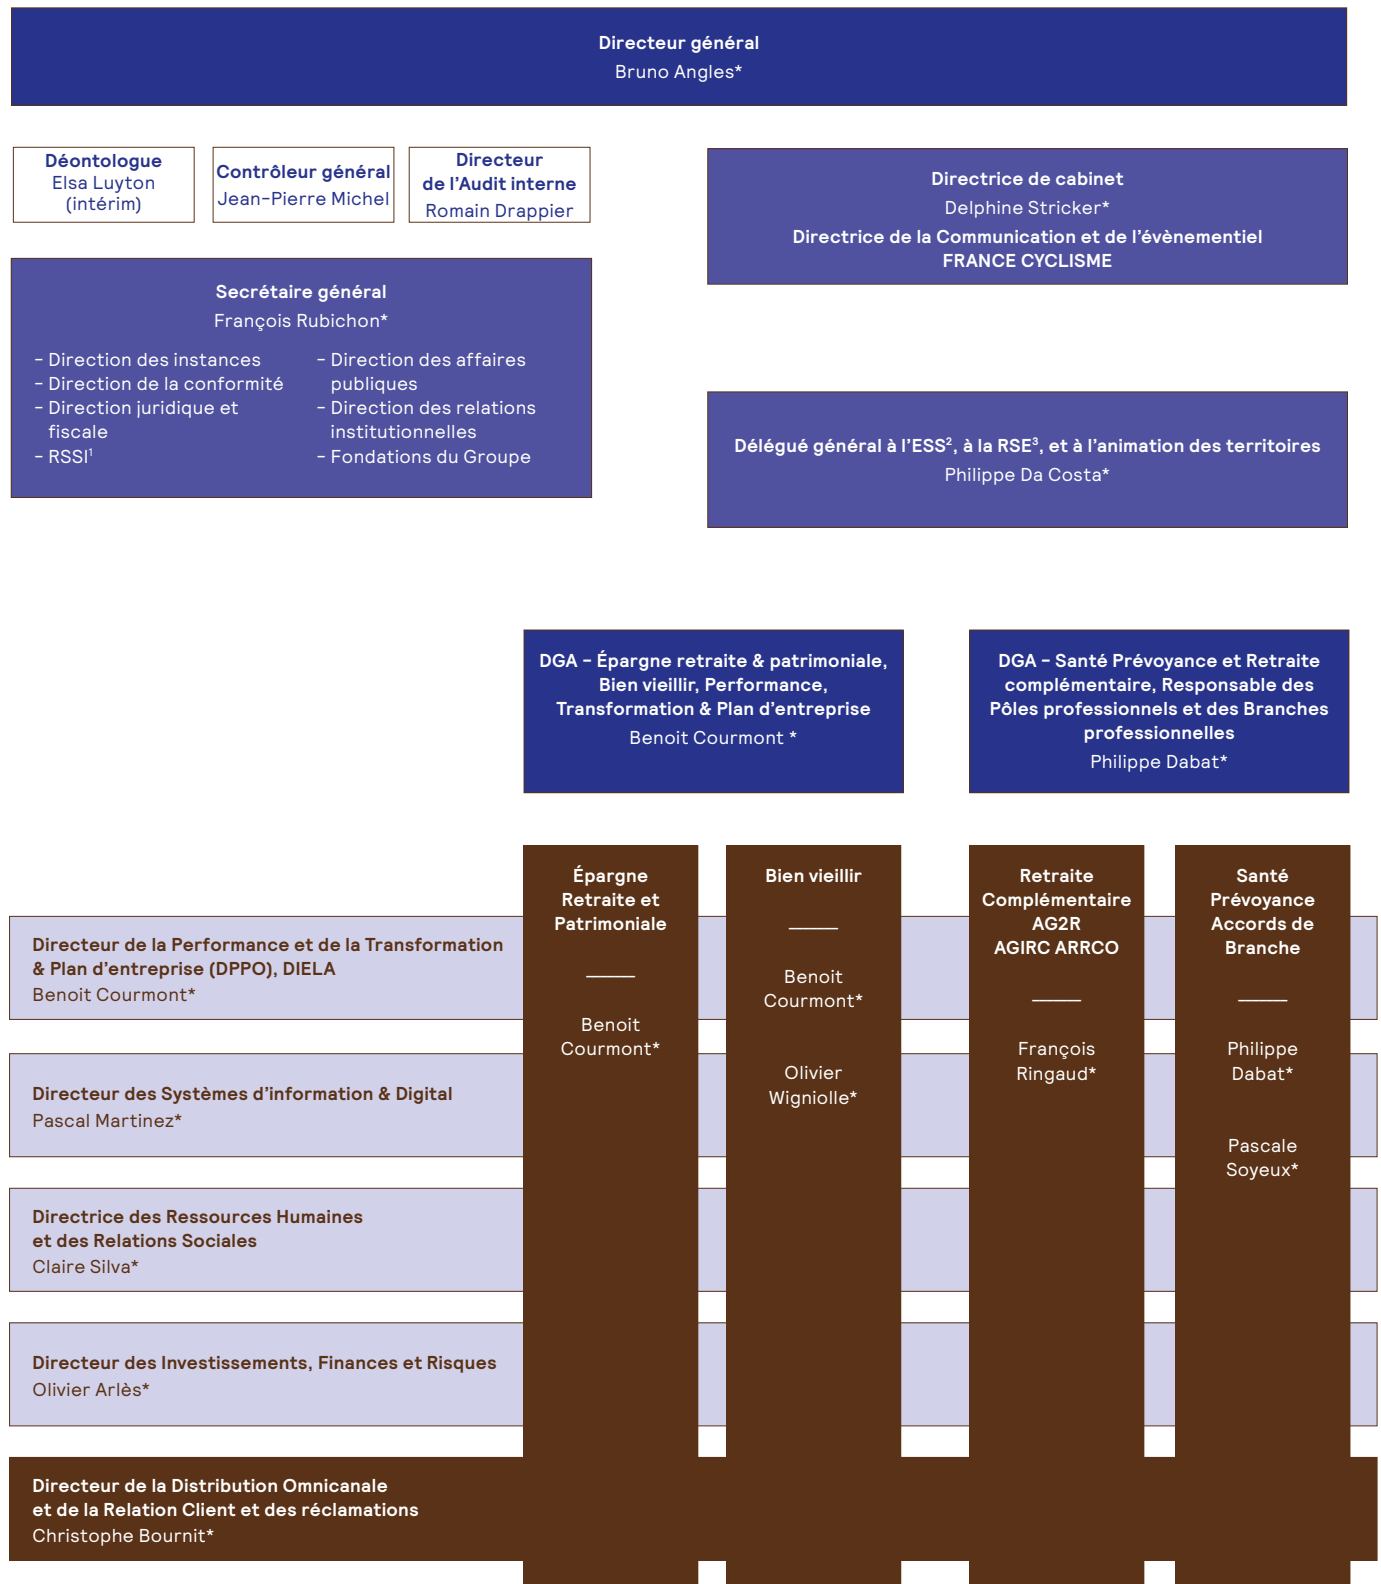 Directeur général
Bruno Angles*
Déontologue
Elsa Luyton
(intérim)
Contrôleur général
Jean-Pierre Michel
Directeur
de l'Audit interne
Romain Drappier
Directrice de cabinet
Delphine Stricker*
Directrice de la Communication et de l'évènementiel
FRANCE CYCLISME
Secrétaire général
François Rubichon*
- Direction des instances
- Direction de la conformité
- Direction juridique et
fiscale
- RSSI¹
- Direction des affaires
publiques
- Direction des relations
institutionnelles
- Fondations du Groupe
Délégué général à l'ESS², à la RSE³, et à l'animation des territoires
Philippe Da Costa*
DGA - Épargne retraite & patrimoniale,
Bien vieillir, Performance,
Transformation & Plan d'entreprise
Benoit Courmont *
DGA - Santé Prévoyance et Retraite
complémentaire, Responsable des
Pôles professionnels et des Branches
professionnelles
Philippe Dabat*
Épargne
Retraite et
Patrimoniale
Benoit
Courmont*
Bien vieillir
Benoit
Courmont*
Olivier
Wigniolle*
Retraite
Complémentaire
AG2R
AGIRC ARRCO
François
Ringaud*
Santé
Prévoyance
Accords de
Branche
Philippe
Dabat*
Pascale
Soyeux*
Directeur de la Performance et de la Transformation
& Plan d'entreprise (DPPO), DIELA
Benoit Courmont*
Directeur des Systèmes d'information & Digital
Pascal Martinez*
Directrice des Ressources Humaines
et des Relations Sociales
Claire Silva*
Directeur des Investissements, Finances et Risques
Olivier Arlès*
Directeur de la Distribution Omnicanale
et de la Relation Client et des réclamations
Christophe Bournit*